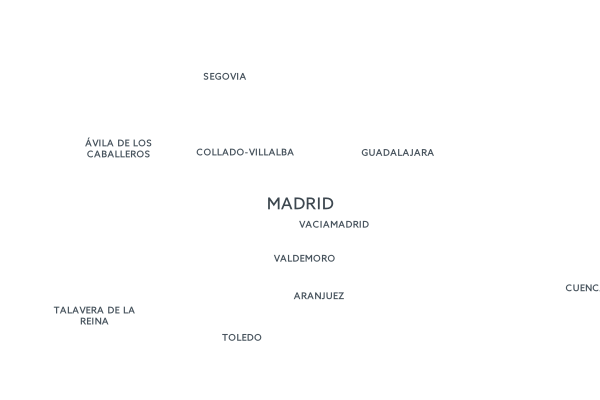 SEGOVIA
ÁVILA DE LOS
CABALLEROS
COLLADO-VILLALBA
GUADALAJARA
MADRID
VACIAMADRID
VALDEMORO
CUENC
ARANJUEZ
TALAVERA DE LA
REINA
TOLEDO